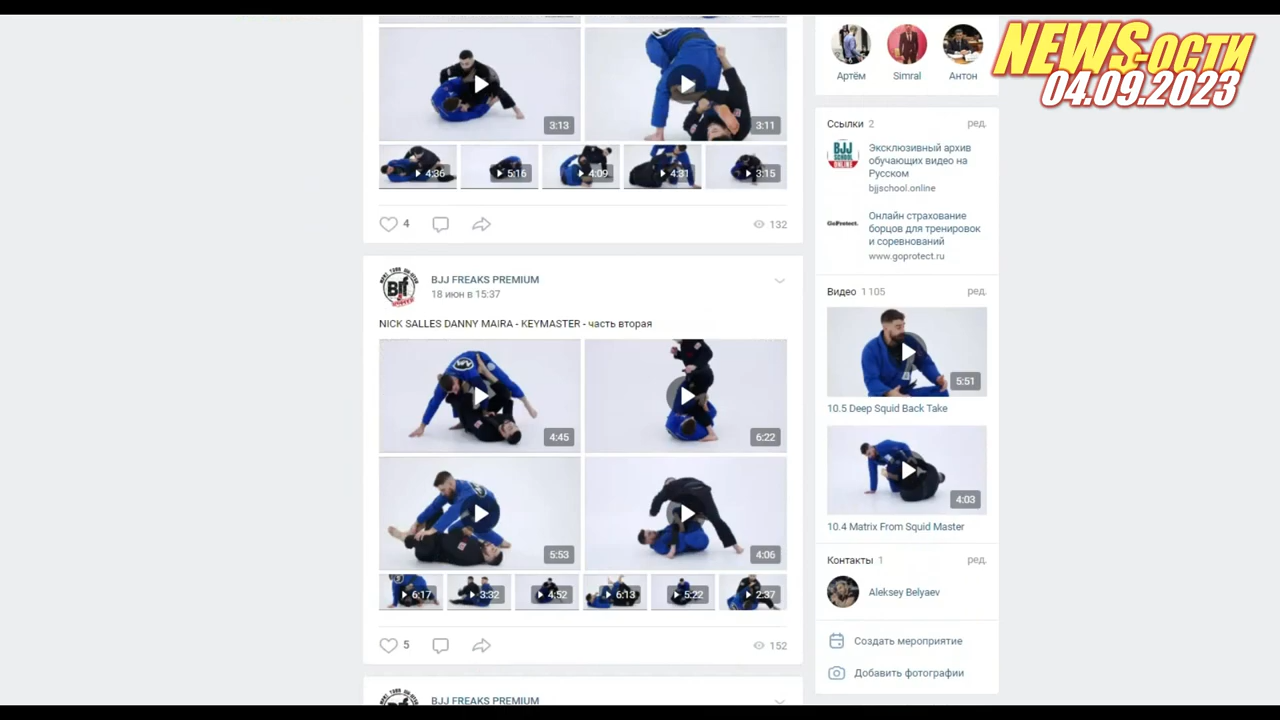 NEWS-ОСТИ
04.09.2023
3:13
3:11
4:36
5:16
4:09
4:31
3:15
4
132
BJJ FREAKS PREMIUM
18 июн в 15:37
NICK SALLES DANNY MAIRA - KEYMASTER - часть вторая
4:45
6:22
5:53
4:06
6:17
3:32
4:52
6:13
5:22
2:37
5
152
BJJ FREAKS PREMIUM
Артём
Simral
Антон
Ссылки 2
ред.
BJJ
SCHOOL
ONLINE
Эксклюзивный архив
обучающих видео на
Русском
bjjschool.online
GoProtect.
Онлайн страхование
борцов для тренировок
и соревнований
www.goprotect.ru
Видео 1 105
ред.
5:51
10.5 Deep Squid Back Take
4:03
10.4 Matrix From Squid Master
Контакты 1
ред.
Aleksey Belyaev
Создать мероприятие
Добавить фотографии